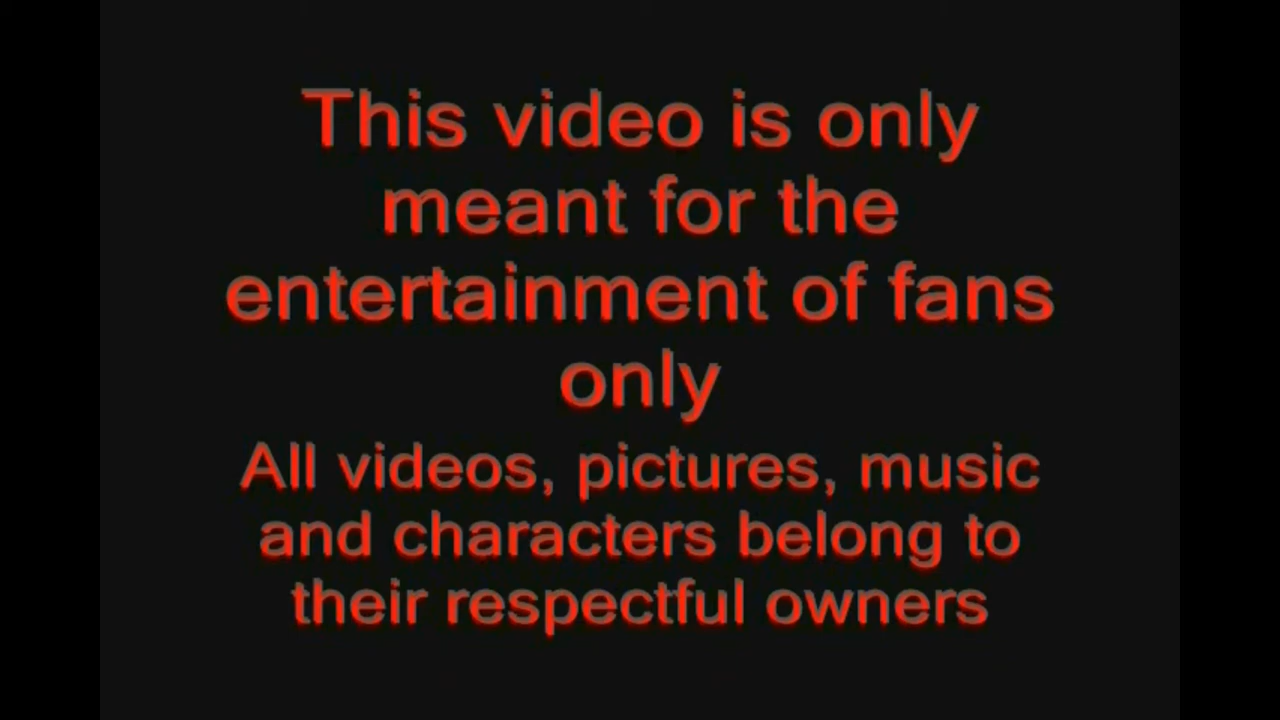 This video is only
meant for the
entertainment of fans
only
All videos, pictures, music
and characters belong to
their respectful owners